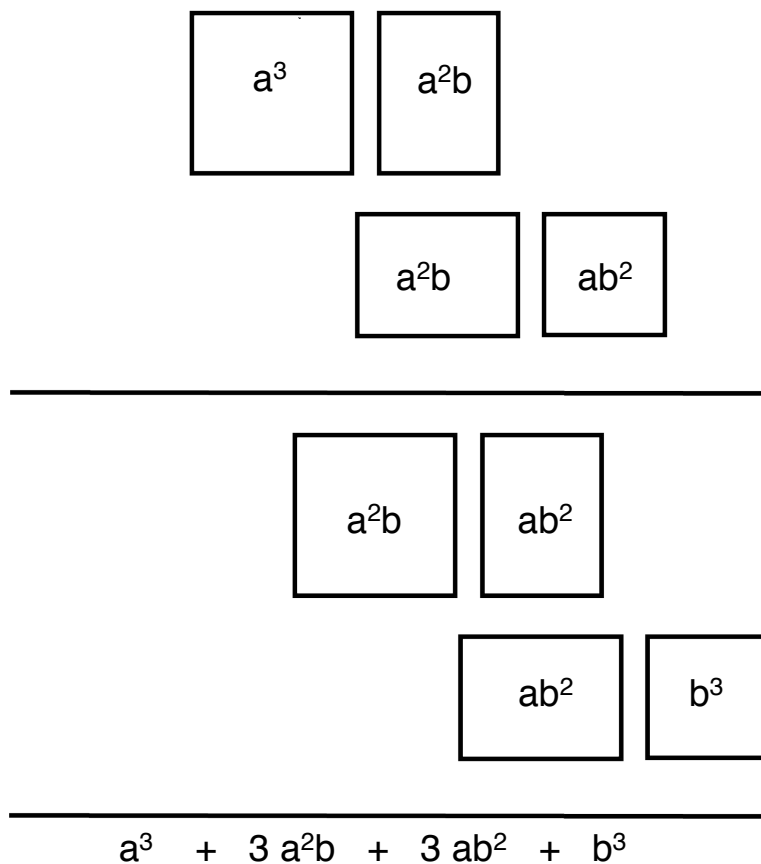 a³ a²b
a²b ab²
a²b ab²
ab² b³
a³ + 3 a²b + 3 ab² + b³